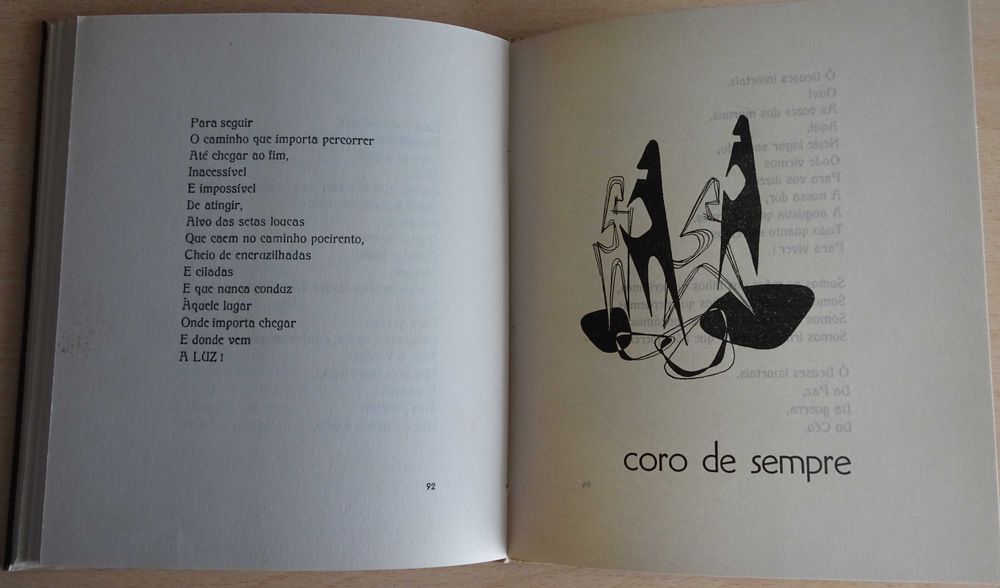 Para seguir
O caminho que importa percorrer
Até chegar ao fim,
Inacessível
E impossível
De atingir,
Alvo das setas loucas
Que caem no caminho poeirento,
Cheio de encruzilhadas
E ciladas
E que nunca conduz
Àquele lugar
Onde importa chegar
E donde vem
A LUZ!
92
coro de sempre